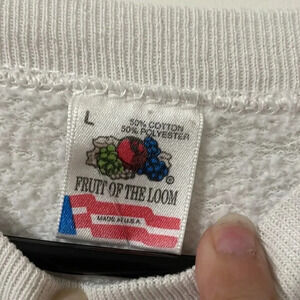 L
50% COTTON
50% POLYESTER
®
FRUIT OF THE LOOM
MADE IN U.S.A.